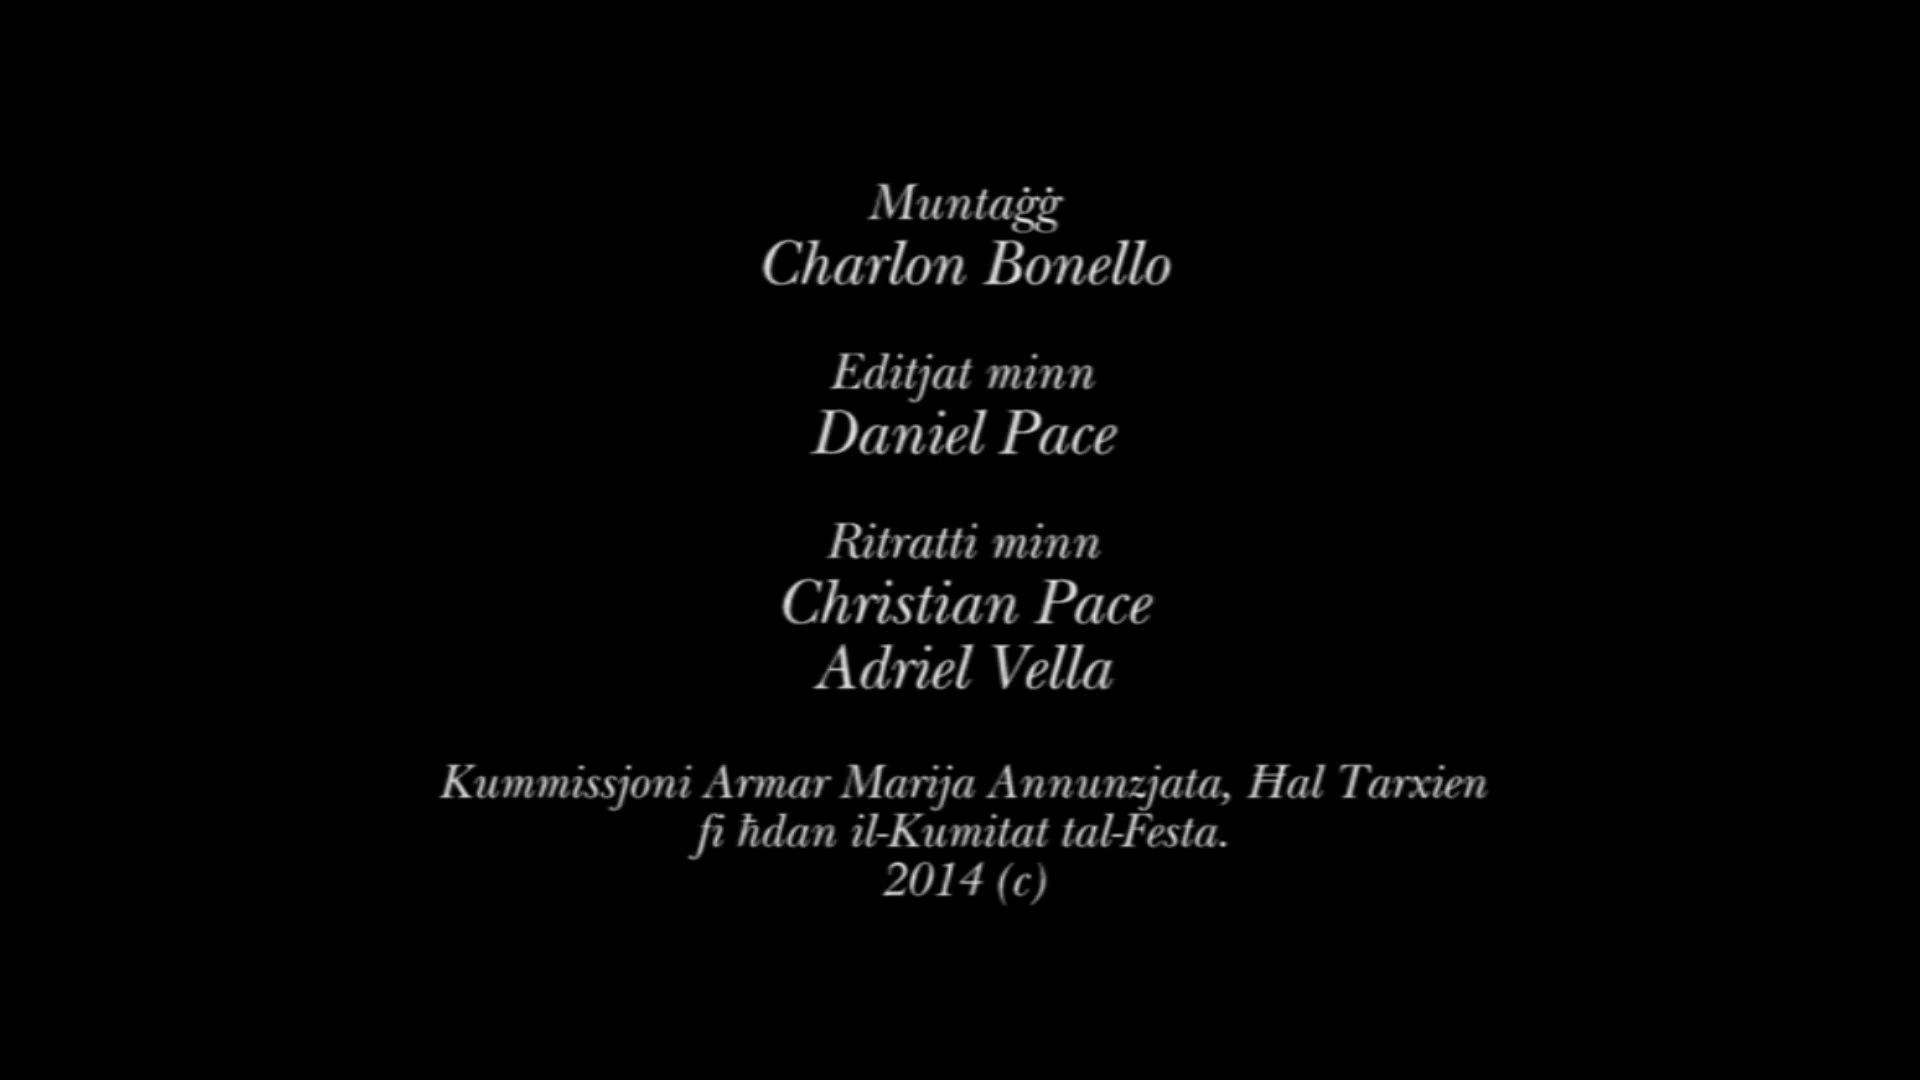 Muntaġġ
Charlon Bonello
Editjat minn
Daniel Pace
Ritratti minn
Christian Pace
Adriel Vella
Kummissjoni Armar Marija Annunzjata, Ħal Tarxien
fi ħdan il-Kumitat tal-Festa.
2014 (c)